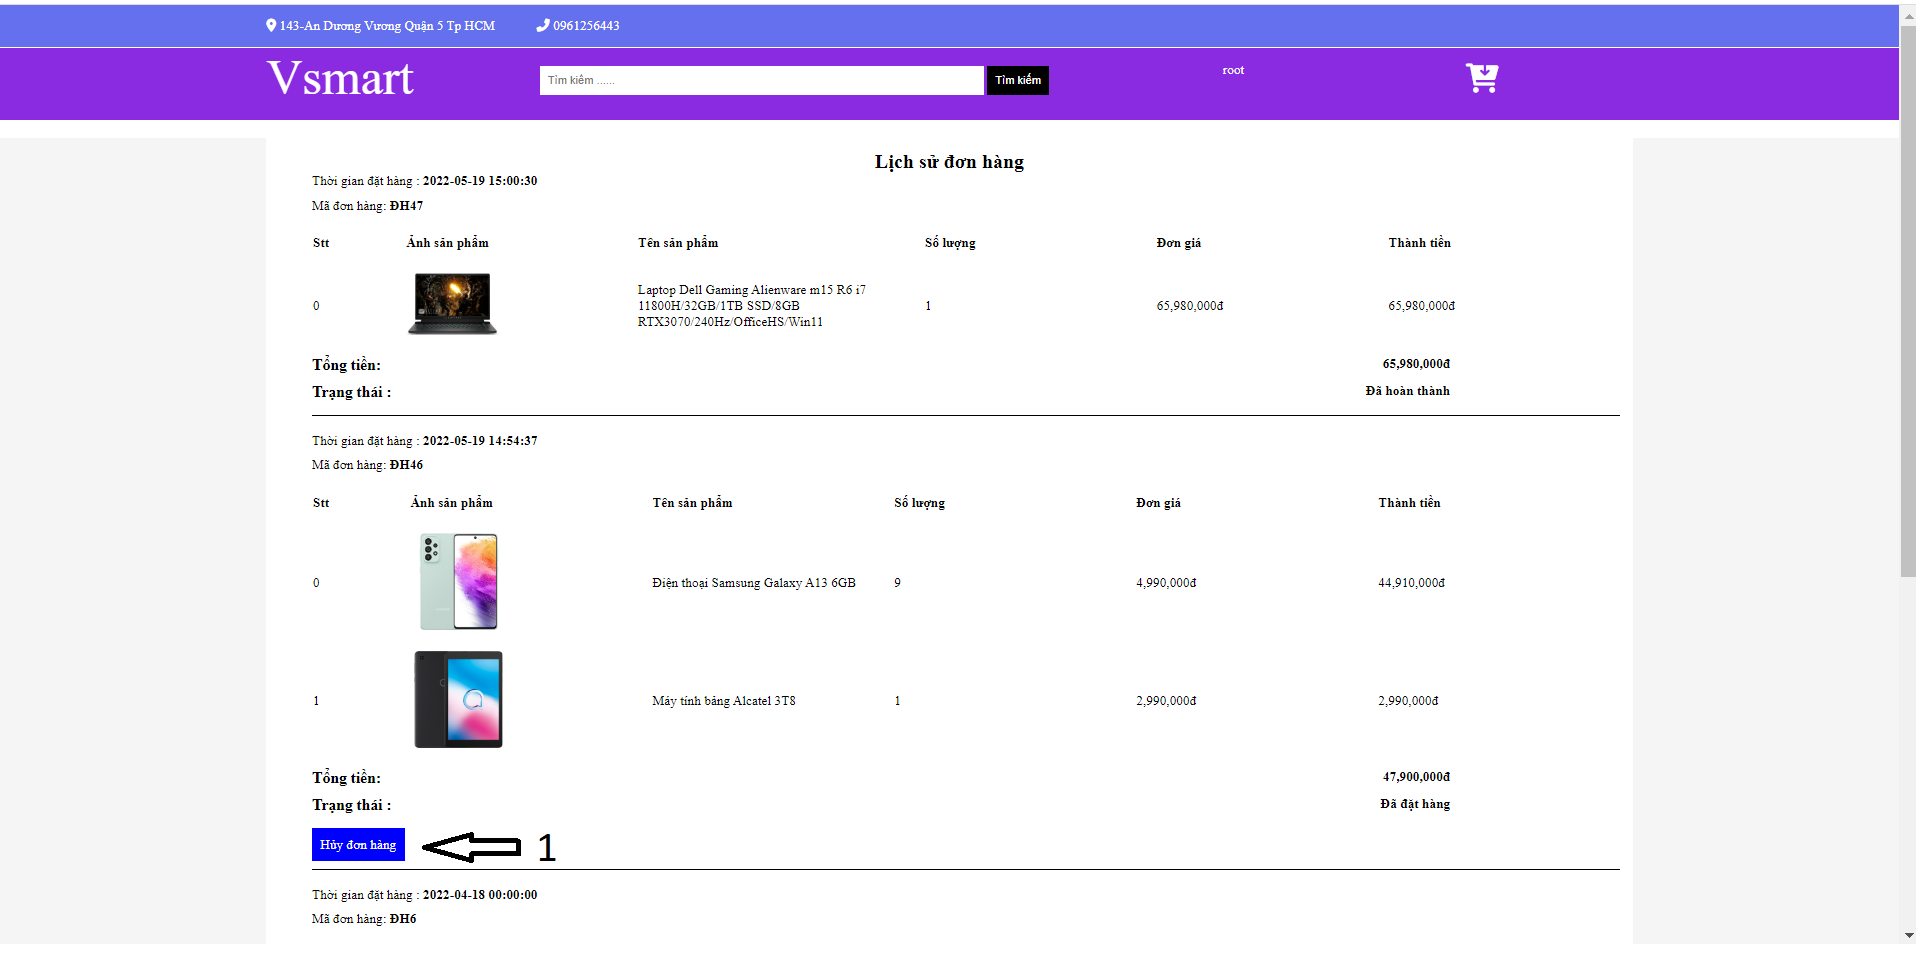 143-An Dương Vương Quận 5 Tp HCM 0961256443
Vsmart
Tìm kiếm ......
Tìm kiếm
root
Lịch sử đơn hàng
Thời gian đặt hàng : 2022-05-19 15:00:30
Mã đơn hàng: ĐH47
Stt Ảnh sản phẩm Tên sản phẩm Số lượng Đơn giá Thành tiền
0 Laptop Dell Gaming Alienware m15 R6 i7 11800H/32GB/1TB SSD/8GB RTX3070/240Hz/OfficeHS/Win11 1 65,980,000đ 65,980,000đ
Tổng tiền: 65,980,000đ
Trạng thái : Đã hoàn thành
Thời gian đặt hàng : 2022-05-19 14:54:37
Mã đơn hàng: ĐH46
Stt Ảnh sản phẩm Tên sản phẩm Số lượng Đơn giá Thành tiền
0 Điện thoại Samsung Galaxy A13 6GB 9 4,990,000đ 44,910,000đ
1 Máy tính bảng Alcatel 3T8 1 2,990,000đ 2,990,000đ
Tổng tiền: 47,900,000đ
Trạng thái : Đã đặt hàng
Hủy đơn hàng 1
Thời gian đặt hàng : 2022-04-18 00:00:00
Mã đơn hàng: ĐH6